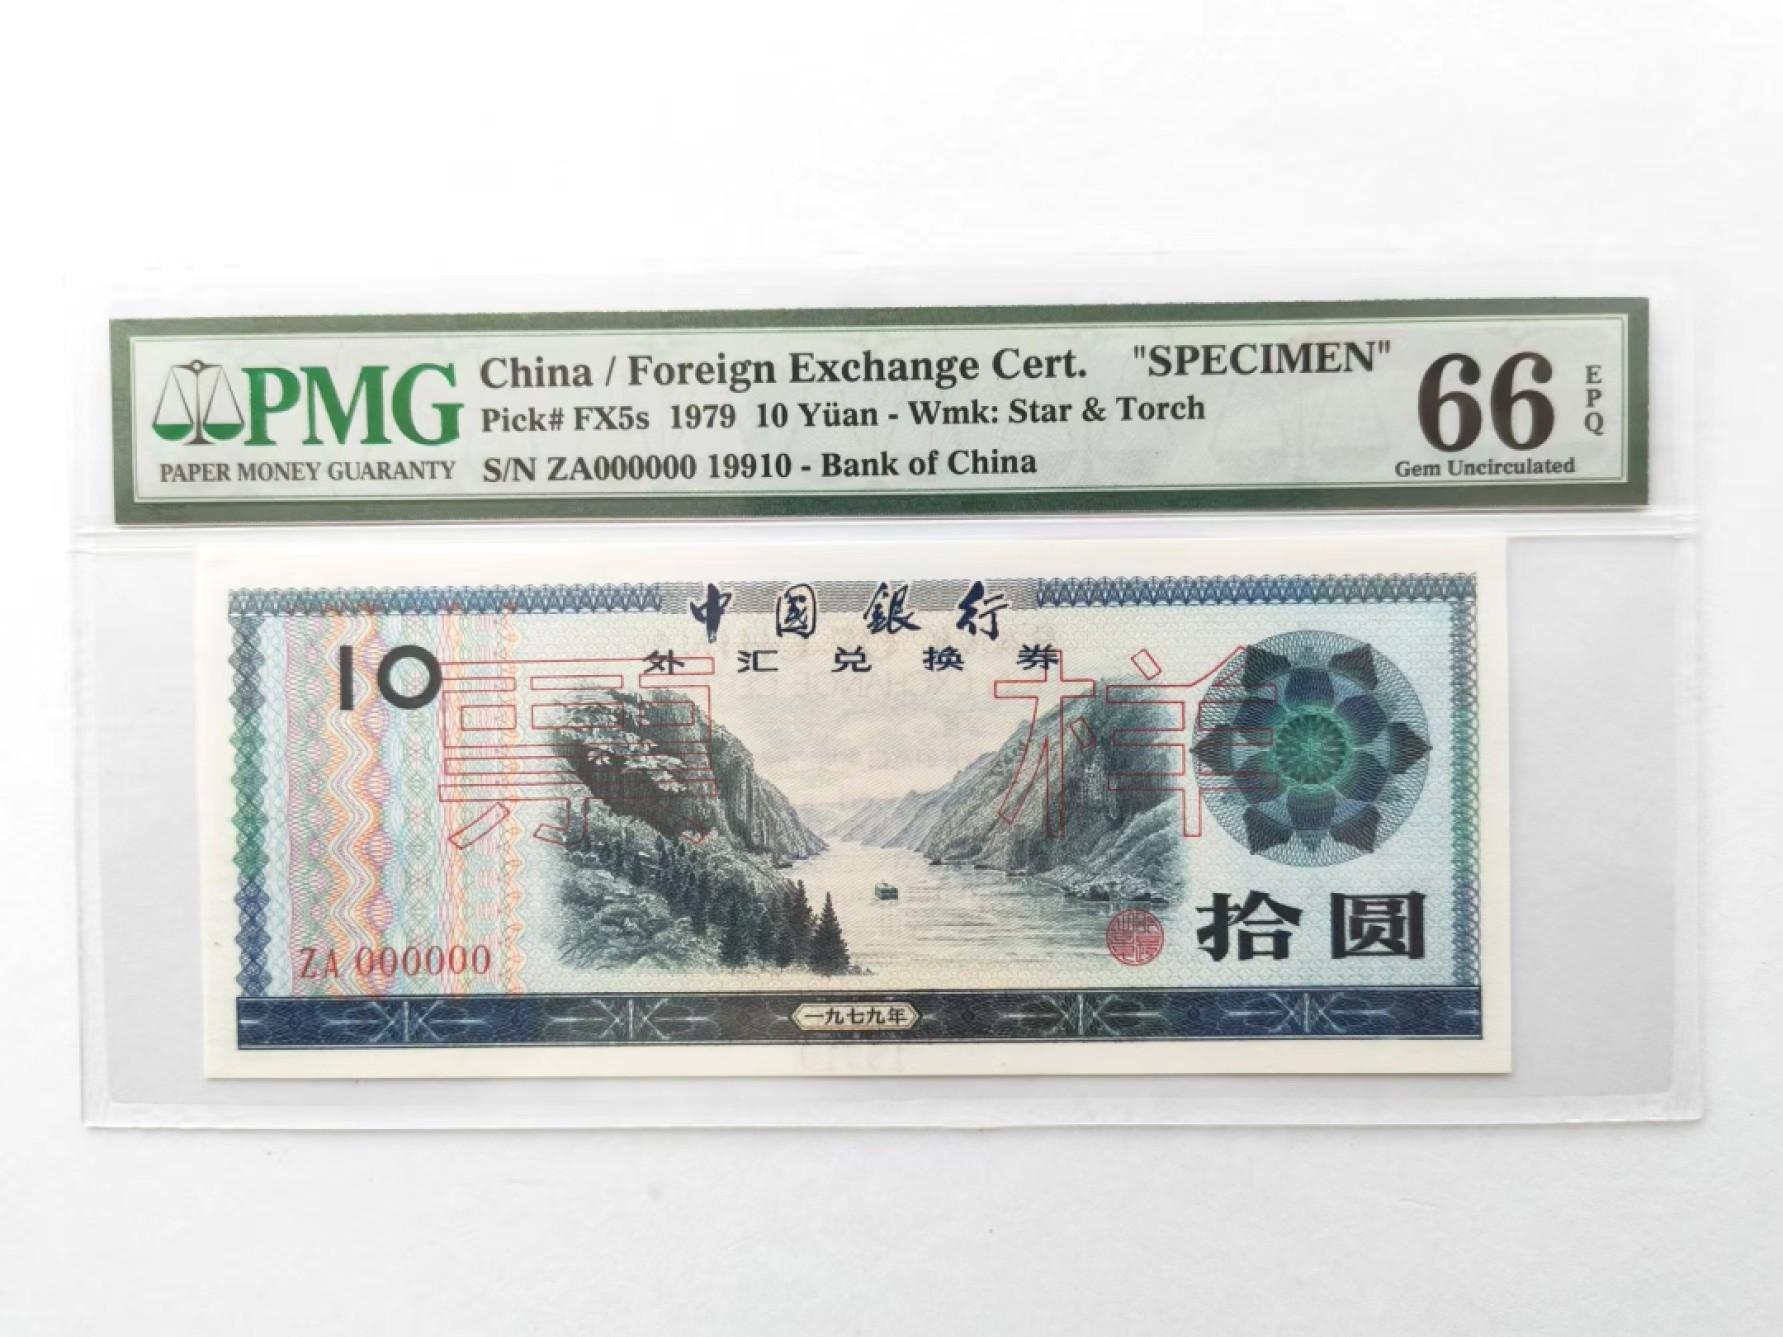 PMG
PAPER MONEY GUARANTY
China / Foreign Exchange Cert. "SPECIMEN"
Pick# FX5s 1979 10 Yüan - Wmk: Star & Torch
S/N ZA000000 19910 - Bank of China
66
EPQ
Gem Uncirculated
中國銀行
外汇兑换券
10
票样
拾圆
ZA 000000
一九七九年